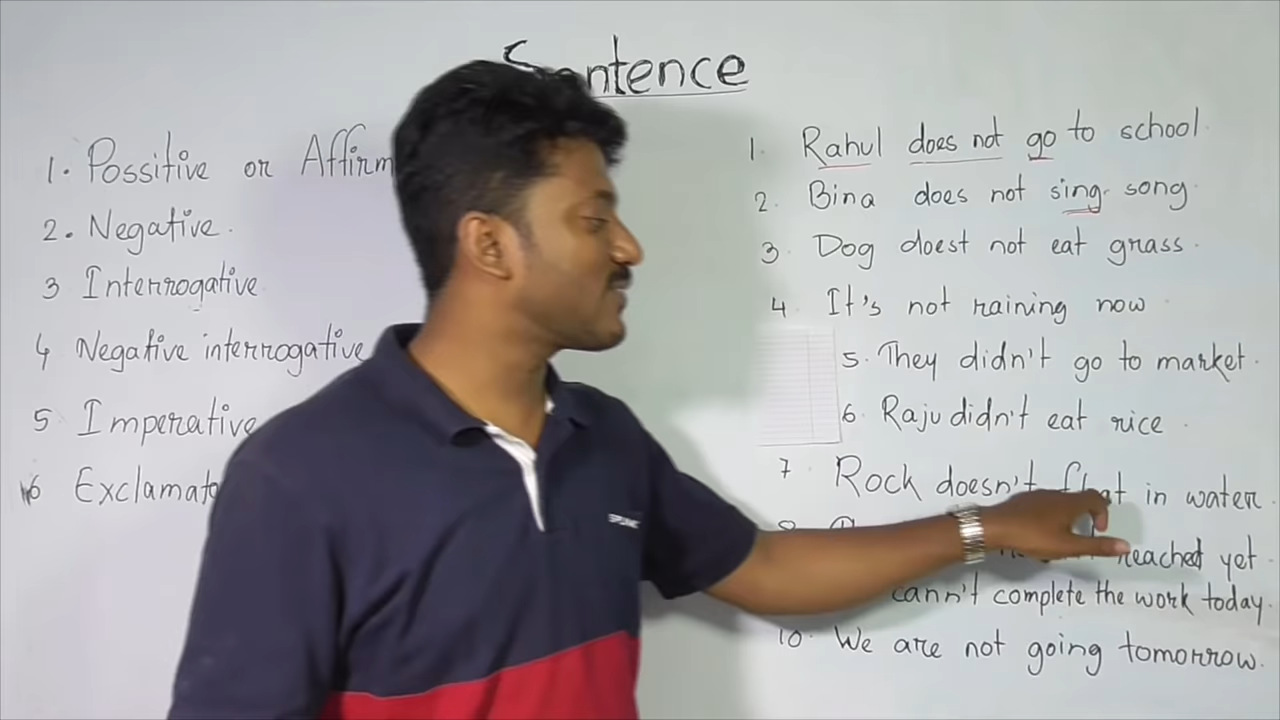 Sentence
1. Possitive or Affirm
2. Negative.
3 Interrogative
4 Negative interrogative
5 Imperative
6 Exclamato
1. Rahul does not go to school.
2. Bina does not sing song.
3. Dog doest not eat grass.
4. It's not raining now
5. They didn't go to market.
6. Raju didn't eat rice.
7. Rock doesn't in water.
8. reached yet.
cann't complete the work today.
10. We are not going tomorrow.